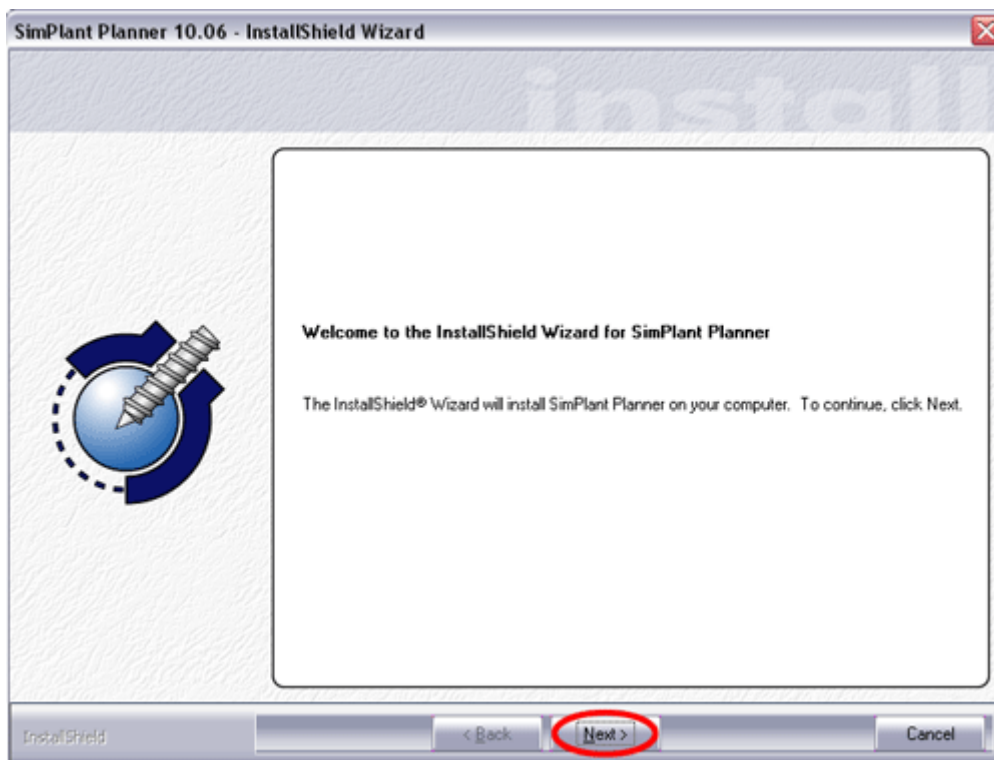 SimPlant Planner 10.06 - InstallShield Wizard
install
Welcome to the InstallShield Wizard for SimPlant Planner
The InstallShield® Wizard will install SimPlant Planner on your computer. To continue, click Next.
InstallShield
< Back
Next >
Cancel